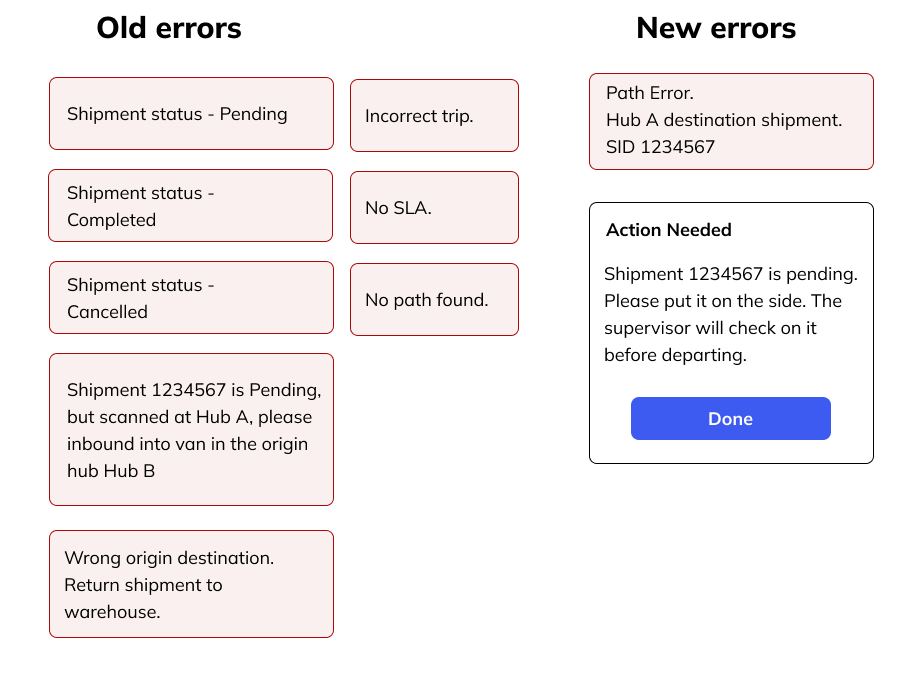 Old errors
Shipment status - Pending
Shipment status -
Completed
Shipment status -
Cancelled
Shipment 1234567 is Pending,
but scanned at Hub A, please
inbound into van in the origin
hub Hub B
Wrong origin destination.
Return shipment to
warehouse.
Incorrect trip.
No SLA.
No path found.
New errors
Path Error.
Hub A destination shipment.
SID 1234567
Action Needed
Shipment 1234567 is pending.
Please put it on the side. The
supervisor will check on it
before departing.
Done